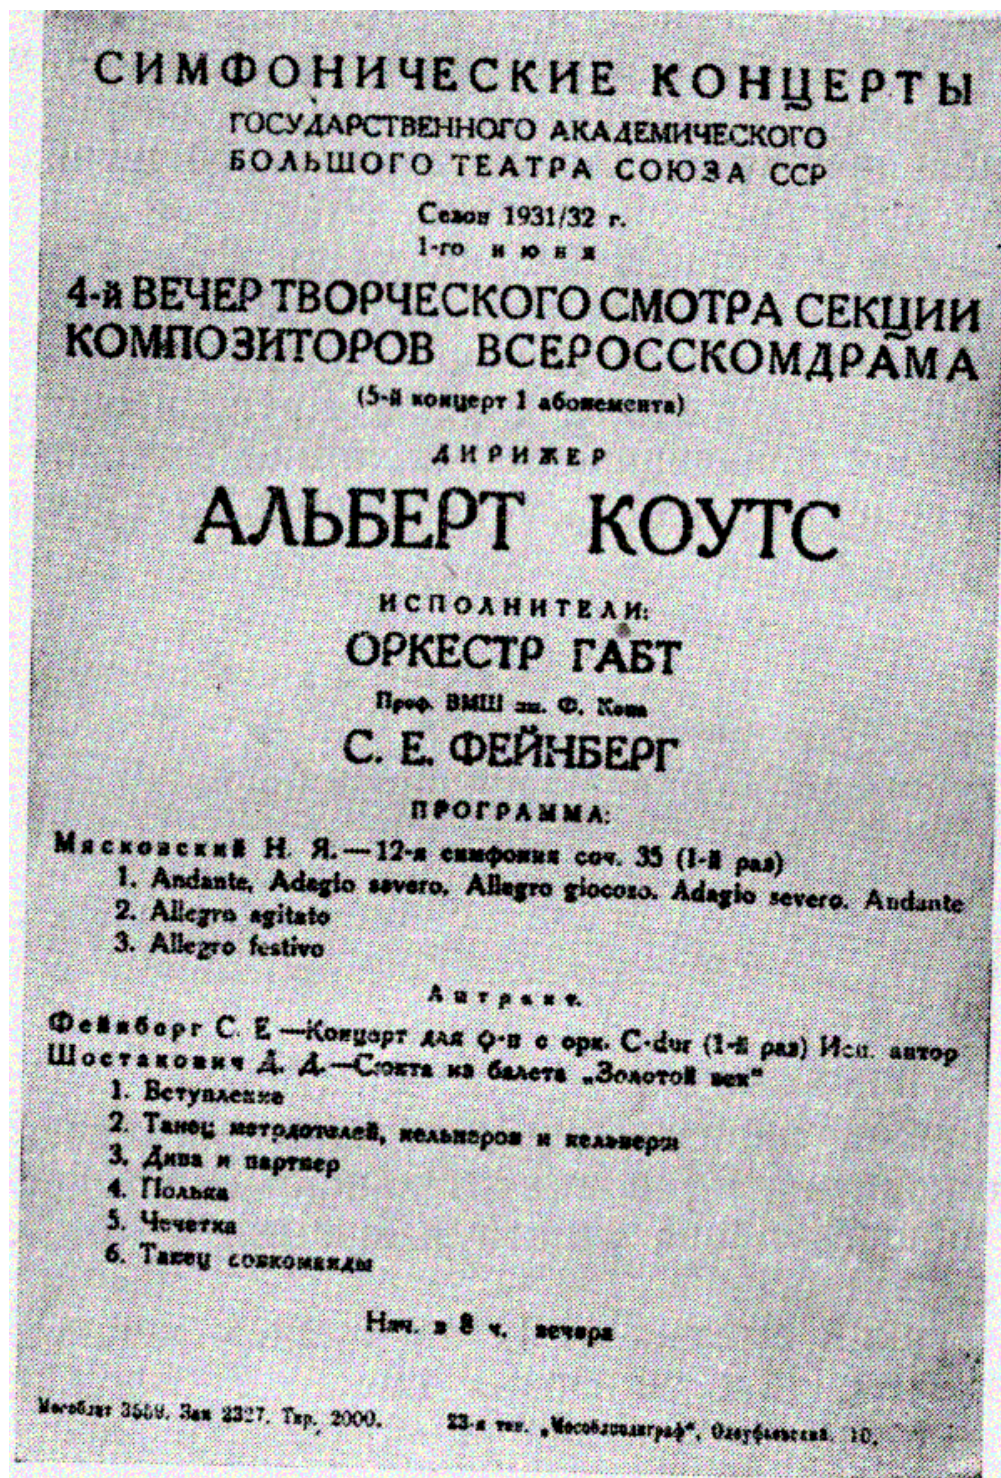 СИМФОНИЧЕСКИЕ КОНЦЕРТЫ
ГОСУДАРСТВЕННОГО АКАДЕМИЧЕСКОГО
БОЛЬШОГО ТЕАТРА СОЮЗА ССР
Сезон 1931/32 г.
1-го июня
4-й ВЕЧЕР ТВОРЧЕСКОГО СМОТРА СЕКЦИИ
КОМПОЗИТОРОВ ВСЕРОССКОМДРАМА
(5-й концерт 1 абонемента)
ДИРИЖЕР
АЛЬБЕРТ КОУТС
ИСПОЛНИТЕЛИ:
ОРКЕСТР ГАБТ
Проф. ВМШ им. Ф. Кона
С. Е. ФЕЙНБЕРГ
ПРОГРАММА:
Мясковский Н. Я.—12-я симфония соч. 35 (1-й раз)
1. Andante, Adagio severo, Allegro giocoso. Adagio severo. Andante
2. Allegro agitato
3. Allegro festivo
Антракт.
Фейнберг С. Е—Концерт для ф-п с орк. C-dur (1-й раз) Исп. автор
Шостакович Д. Д.—Сюита из балета „Золотой век"
1. Вступление
2. Танец метрдотелей, кельнеров и
3. Дива и партнер
4. Полька
5. Чечетка
6. Танец совкоманды
Нач. в 8 ч. вечера
Мособлит Зак 2327. Тир. 2000. 23-я тип. „Мособлполиграф", 10.